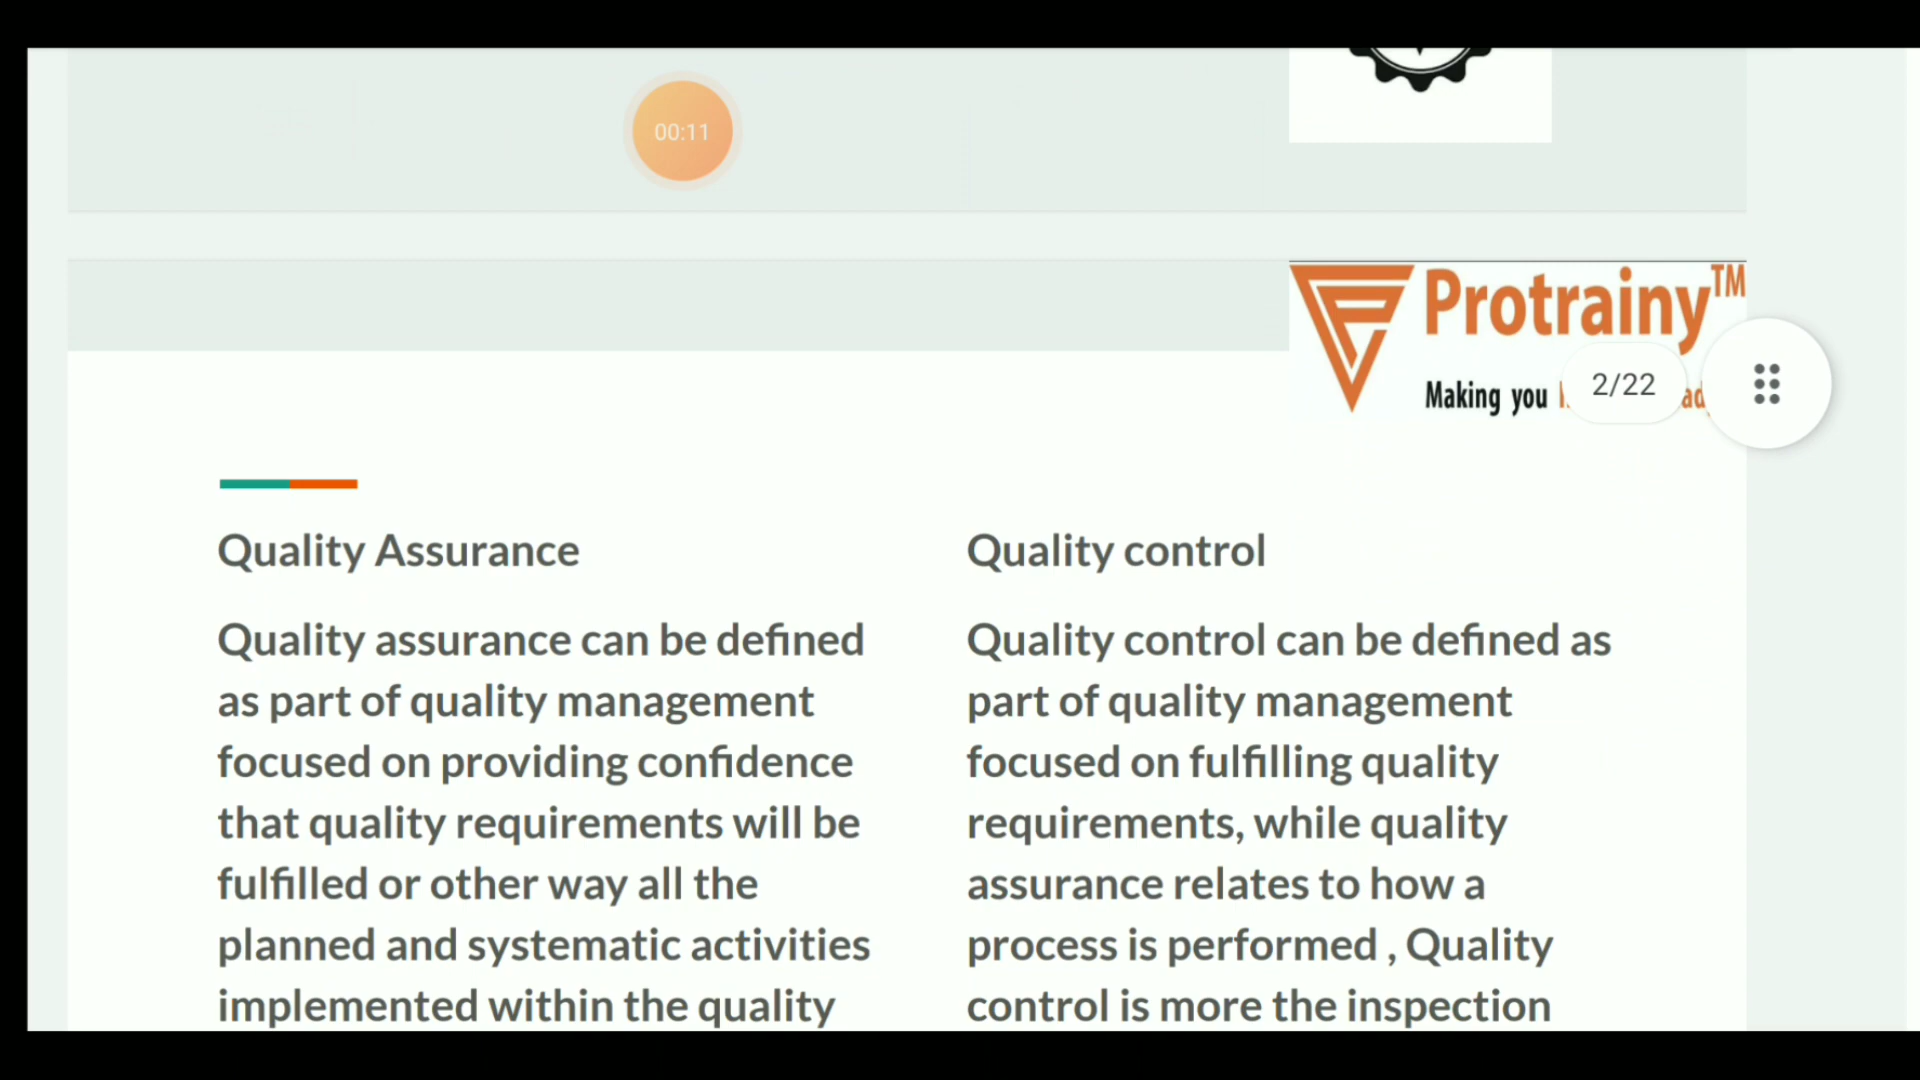 00:11
Protrainy™
Making you
2/22
Quality Assurance
Quality assurance can be defined
as part of quality management
focused on providing confidence
that quality requirements will be
fulfilled or other way all the
planned and systematic activities
implemented within the quality
Quality control
Quality control can be defined as
part of quality management
focused on fulfilling quality
requirements, while quality
assurance relates to how a
process is performed , Quality
control is more the inspection